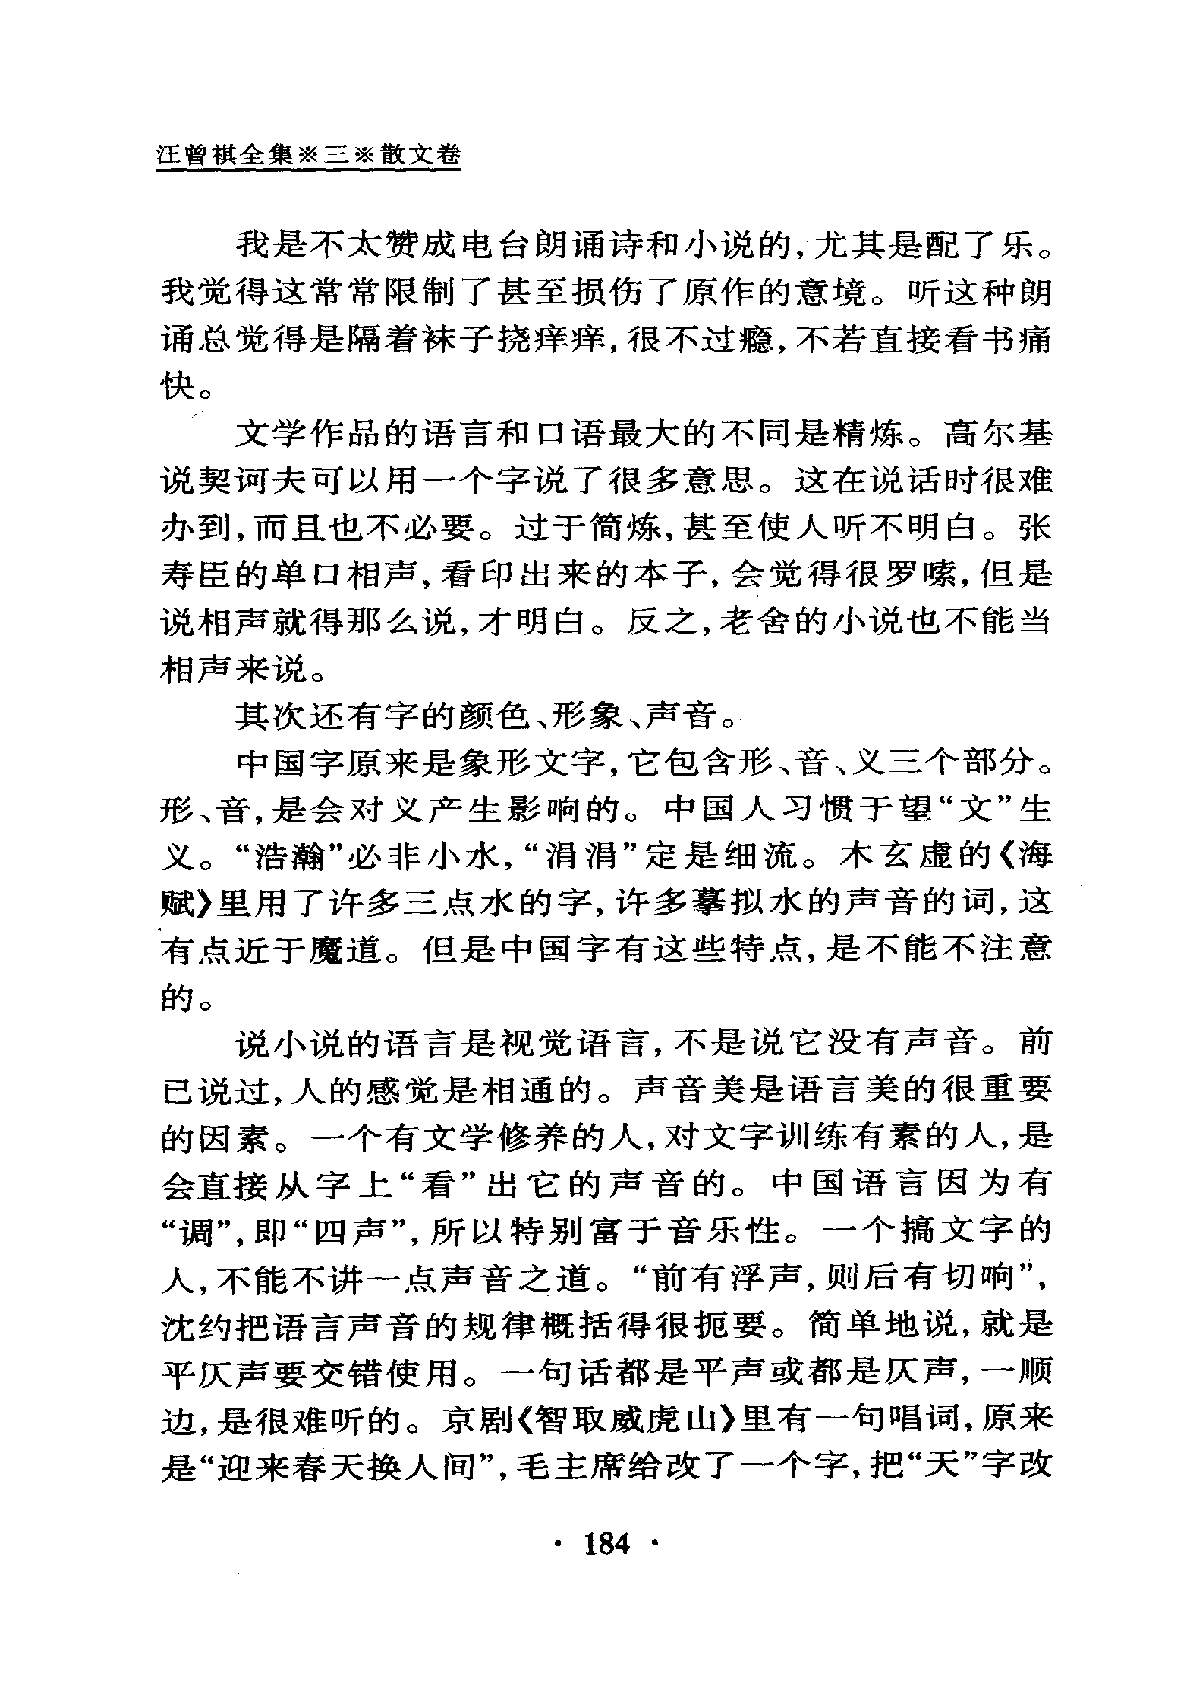 汪曾祺全集※三※散文卷
我是不太赞成电台朗诵诗和小说的,尤其是配了乐。
我觉得这常常限制了甚至损伤了原作的意境。听这种朗
诵总觉得是隔着袜子挠痒痒,很不过瘾,不若直接看书痛
快。
文学作品的语言和口语最大的不同是精炼。高尔基
说契诃夫可以用一个字说了很多意思。这在说话时很难
办到,而且也不必要。过于简炼,甚至使人听不明白。张
寿臣的单口相声,看印出来的本子,会觉得很罗嗦,但是
说相声就得那么说,才明白。反之,老舍的小说也不能当
相声来说。
其次还有字的颜色、形象、声音。
中国字原来是象形文字,它包含形、音、义三个部分。
形、音,是会对义产生影响的。中国人习惯于望“文”生
义。“浩瀚”必非小水,“涓涓”定是细流。木玄虚的《海
赋》里用了许多三点水的字,许多摹拟水的声音的词,这
有点近于魔道。但是中国字有这些特点,是不能不注意
的。
说小说的语言是视觉语言,不是说它没有声音。前
已说过,人的感觉是相通的。声音美是语言美的很重要
的因素。一个有文学修养的人,对文字训练有素的人,是
会直接从字上“看”出它的声音的。中国语言因为有
“调”,即“四声”,所以特别富于音乐性。一个搞文字的
人,不能不讲一点声音之道。“前有浮声,则后有切响”,
沈约把语言声音的规律概括得很扼要。简单地说,就是
平仄声要交错使用。一句话都是平声或都是仄声,一顺
边,是很难听的。京剧《智取威虎山》里有一句唱词,原来
是“迎来春天换人间”,毛主席给改了一个字,把“天”字改
· 184 ·